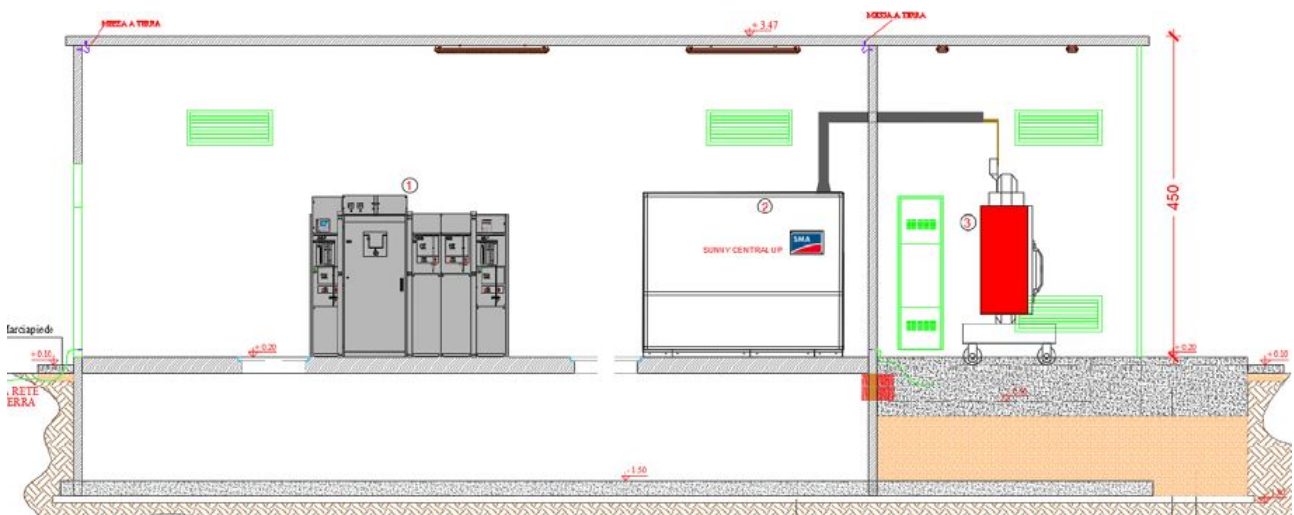 MESSA A TERRA
MESSA A TERRA
+ 3.47
1
2
3
SMA
SUNNY CENTRAL UP
450
Marciapiede
+ 0.10
+ 0.20
+ 0.20
+ 0.10
A RETE
TERRA
- 1.50